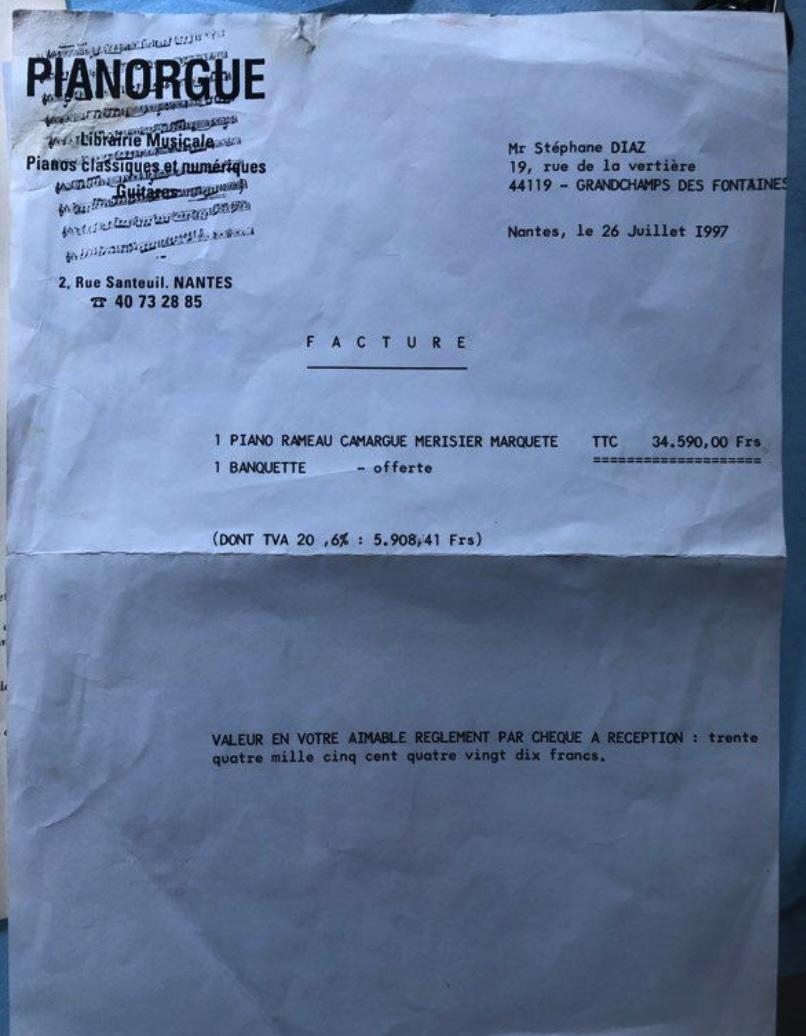 PIANORGUE
Librairie Musicale
Pianos classiques et numériques
Guitares
2, Rue Santeuil. NANTES
☎ 40 73 28 85
Mr Stéphane DIAZ
19, rue de la vertière
44119 - GRANDCHAMPS DES FONTAINES
Nantes, le 26 Juillet I997
F A C T U R E
1 PIANO RAMEAU CAMARGUE MERISIER MARQUETE TTC 34.590,00 Frs
====================
1 BANQUETTE - offerte
(DONT TVA 20 ,6% : 5.908,41 Frs)
VALEUR EN VOTRE AIMABLE REGLEMENT PAR CHEQUE A RECEPTION : trente
quatre mille cinq cent quatre vingt dix francs.